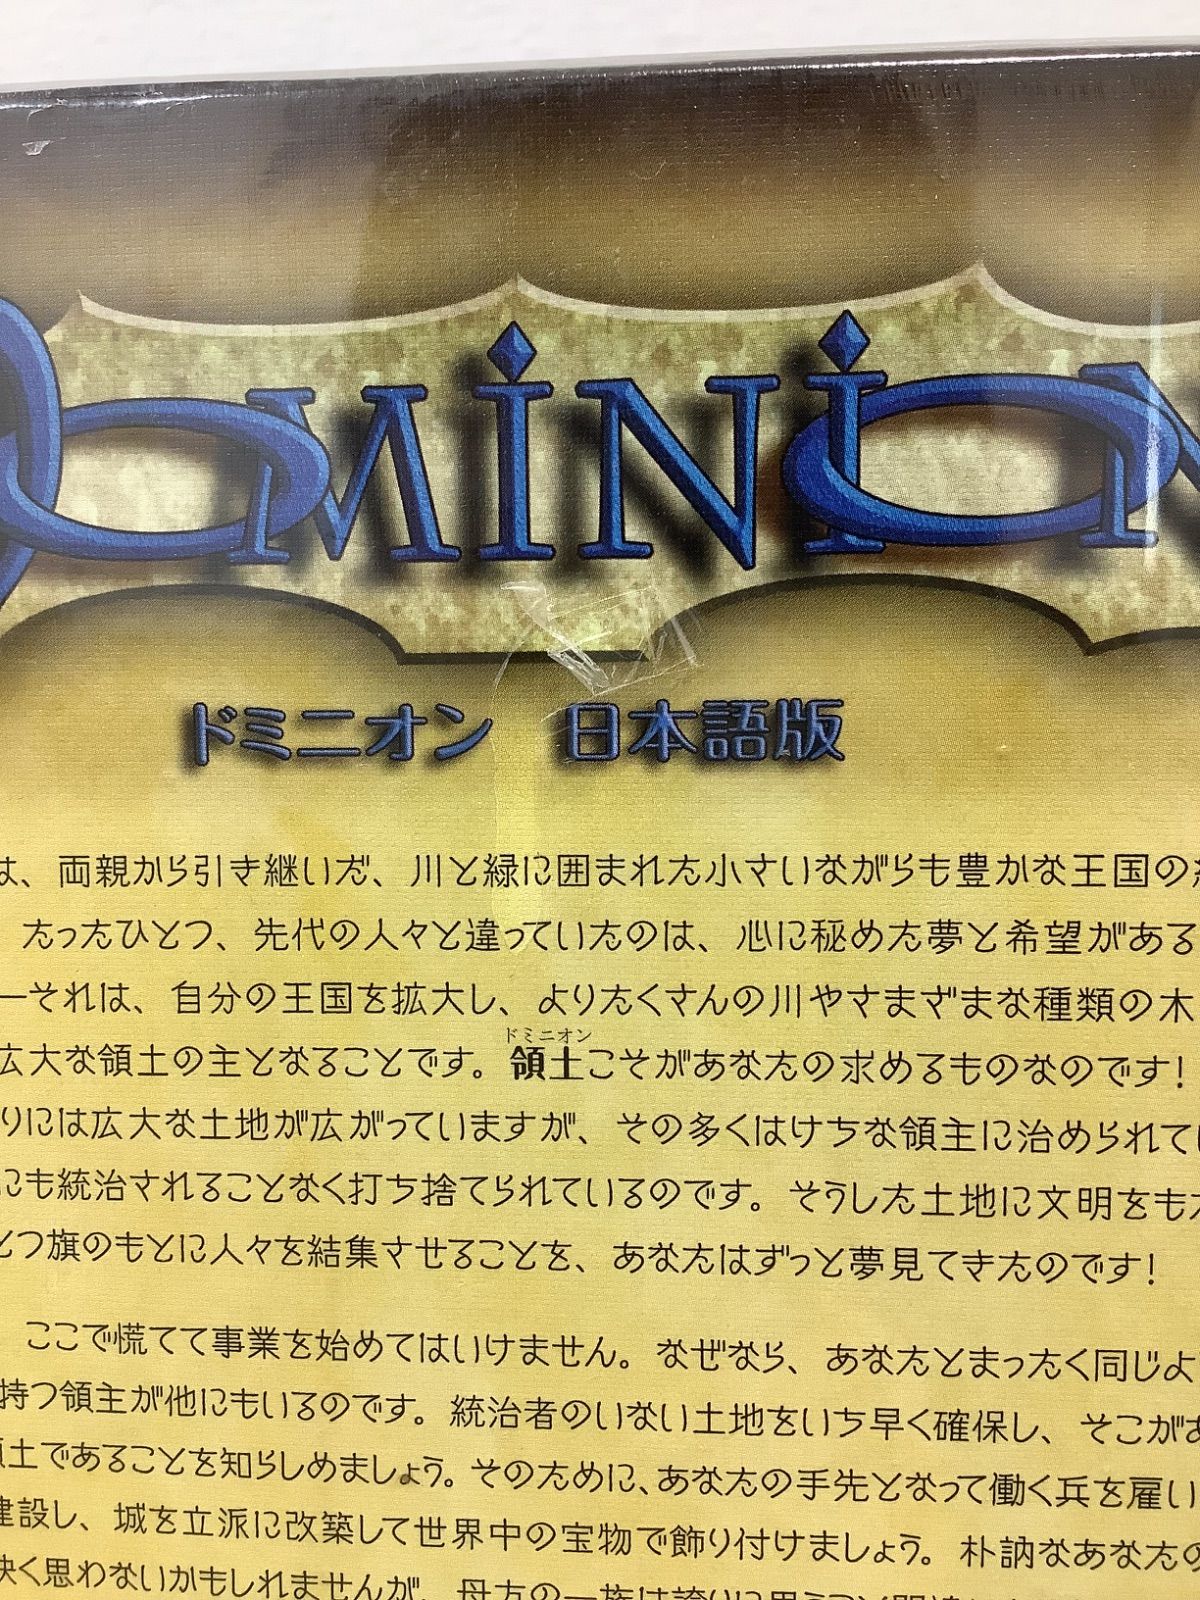 DOMINION
ドミニオン 日本語版
は、両親から引き継いだ、川と緑に囲まれた小さいながらも豊かな王国の
たったひとつ、先代の人々と違っていたのは、心に秘めた夢と希望がある
ーそれは、自分の王国を拡大し、よりたくさんの川やさまざまな種類の木
ドミニオン
広大な領土の主となることです。領土こそがあなたの求めるものなのです！
りには広大な土地が広がっていますが、その多くはけちな領主に治められて
にも統治されることなく打ち捨てられているのです。そうした土地に文明をも
とつ旗のもとに人々を結集させることを、あなたはずっと夢見てきたのです！
ここで慌てて事業を始めてはいけません。なぜなら、あなたとまったく同じよ
持つ領主が他にもいるのです。統治者のいない土地をいち早く確保し、そこがあ
領土であることを知らしめましょう。そのために、あなたの手先となって働く兵を雇い
建設し、城を立派に改築して世界中の宝物で飾り付けましょう。朴訥なあなたの
快く思わないかもしれませんが、母方の一族は誇りに思う